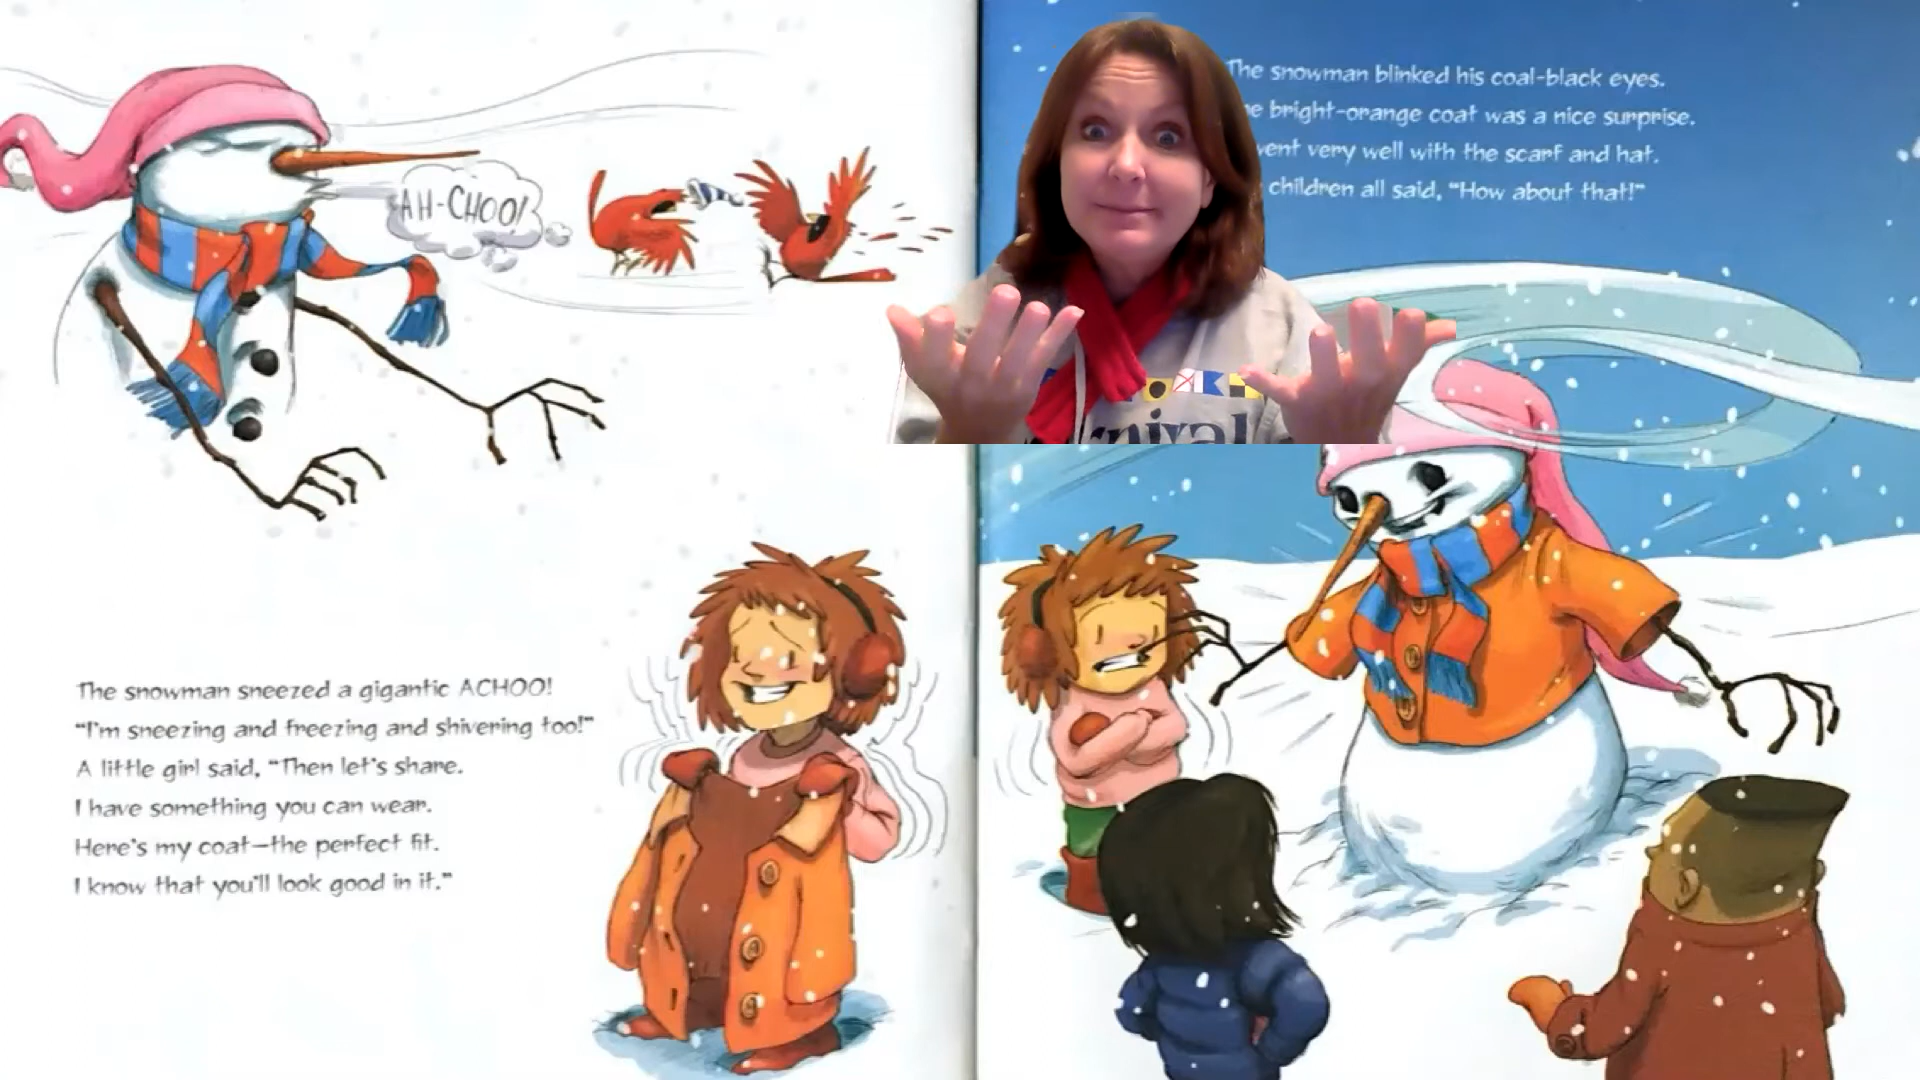 AH-CHOO!
The snowman sneezed a gigantic ACHOO!
“I’m sneezing and freezing and shivering too!”
A little girl said, “Then let’s share.
I have something you can wear.
Here’s my coat—the perfect fit.
I know that you’ll look good in it.”
The snowman blinked his coal-black eyes.
bright-orange coat was a nice surprise.
very well with the scarf and hat.
children all said, “How about that!”